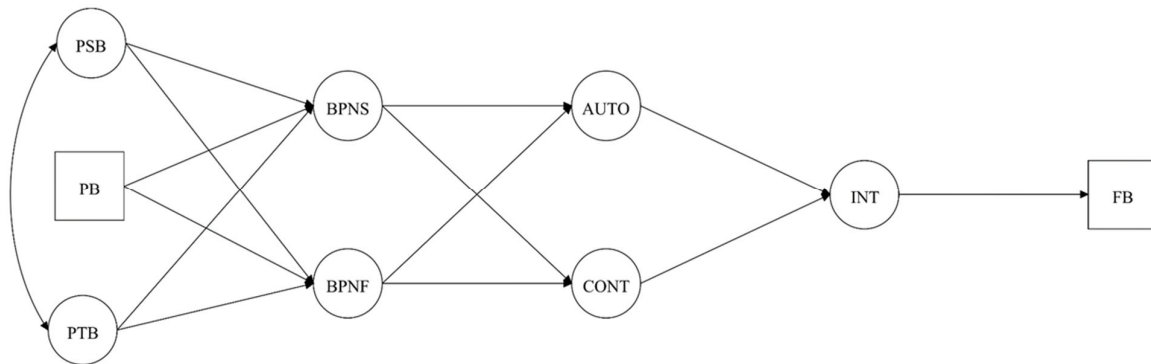 PSB
BPNS
AUTO
PB
INT
FB
BPNF
CONT
PTB